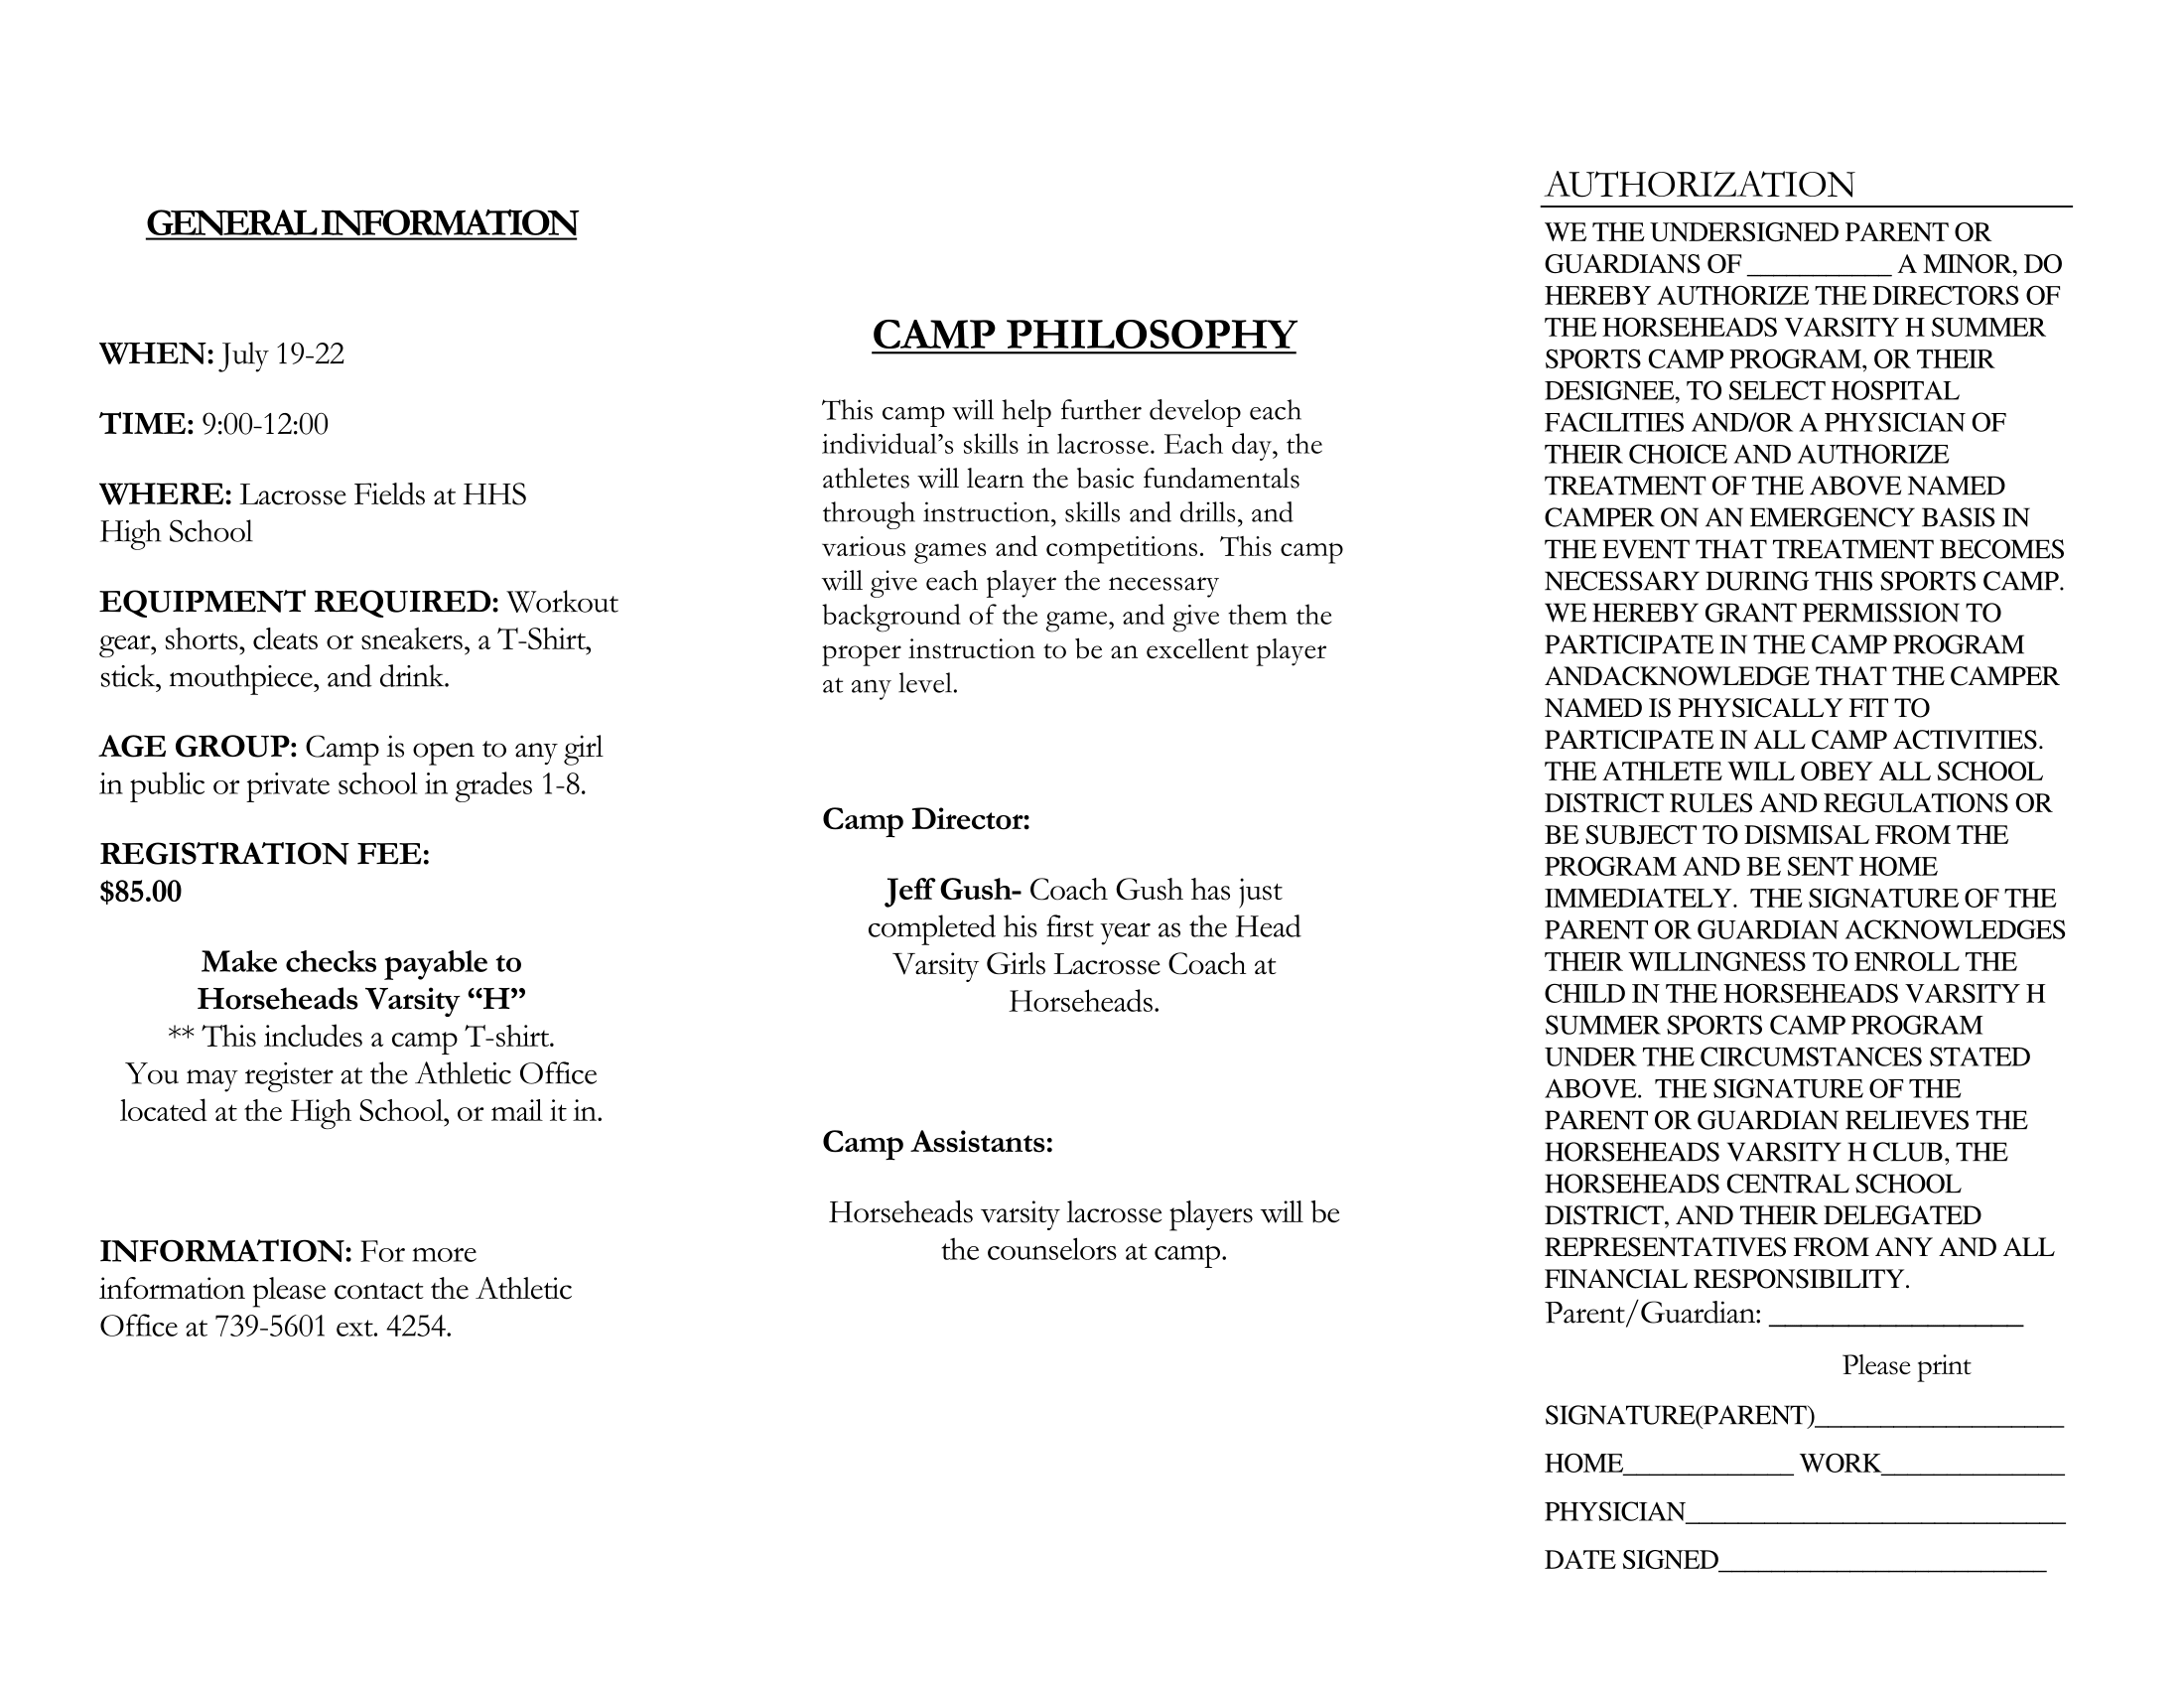 GENERAL INFORMATION
WHEN: July 19-22
TIME: 9:00-12:00
WHERE: Lacrosse Fields at HHS
High School
EQUIPMENT REQUIRED: Workout
gear, shorts, cleats or sneakers, a T-Shirt,
stick, mouthpiece, and drink.
AGE GROUP: Camp is open to any girl
in public or private school in grades 1-8.
REGISTRATION FEE:
$85.00
Make checks payable to
Horseheads Varsity “H”
** This includes a camp T-shirt.
You may register at the Athletic Office
located at the High School, or mail it in.
INFORMATION: For more
information please contact the Athletic
Office at 739-5601 ext. 4254.
CAMP PHILOSOPHY
This camp will help further develop each
individual’s skills in lacrosse. Each day, the
athletes will learn the basic fundamentals
through instruction, skills and drills, and
various games and competitions.  This camp
will give each player the necessary
background of the game, and give them the
proper instruction to be an excellent player
at any level.
Camp Director:
Jeff Gush- Coach Gush has just
completed his first year as the Head
Varsity Girls Lacrosse Coach at
Horseheads.
Camp Assistants:
Horseheads varsity lacrosse players will be
the counselors at camp.
AUTHORIZATION
WE THE UNDERSIGNED PARENT OR
GUARDIANS OF ___________ A MINOR, DO
HEREBY AUTHORIZE THE DIRECTORS OF
THE HORSEHEADS VARSITY H SUMMER
SPORTS CAMP PROGRAM, OR THEIR
DESIGNEE, TO SELECT HOSPITAL
FACILITIES AND/OR A PHYSICIAN OF
THEIR CHOICE AND AUTHORIZE
TREATMENT OF THE ABOVE NAMED
CAMPER ON AN EMERGENCY BASIS IN
THE EVENT THAT TREATMENT BECOMES
NECESSARY DURING THIS SPORTS CAMP.
WE HEREBY GRANT PERMISSION TO
PARTICIPATE IN THE CAMP PROGRAM
ANDACKNOWLEDGE THAT THE CAMPER
NAMED IS PHYSICALLY FIT TO
PARTICIPATE IN ALL CAMP ACTIVITIES.
THE ATHLETE WILL OBEY ALL SCHOOL
DISTRICT RULES AND REGULATIONS OR
BE SUBJECT TO DISMISAL FROM THE
PROGRAM AND BE SENT HOME
IMMEDIATELY.  THE SIGNATURE OF THE
PARENT OR GUARDIAN ACKNOWLEDGES
THEIR WILLINGNESS TO ENROLL THE
CHILD IN THE HORSEHEADS VARSITY H
SUMMER SPORTS CAMP PROGRAM
UNDER THE CIRCUMSTANCES STATED
ABOVE.  THE SIGNATURE OF THE
PARENT OR GUARDIAN RELIEVES THE
HORSEHEADS VARSITY H CLUB, THE
HORSEHEADS CENTRAL SCHOOL
DISTRICT, AND THEIR DELEGATED
REPRESENTATIVES FROM ANY AND ALL
FINANCIAL RESPONSIBILITY.
Parent/Guardian: ________________
Please print
SIGNATURE(PARENT)___________________
HOME_____________ WORK______________
PHYSICIAN_____________________________
DATE SIGNED_________________________